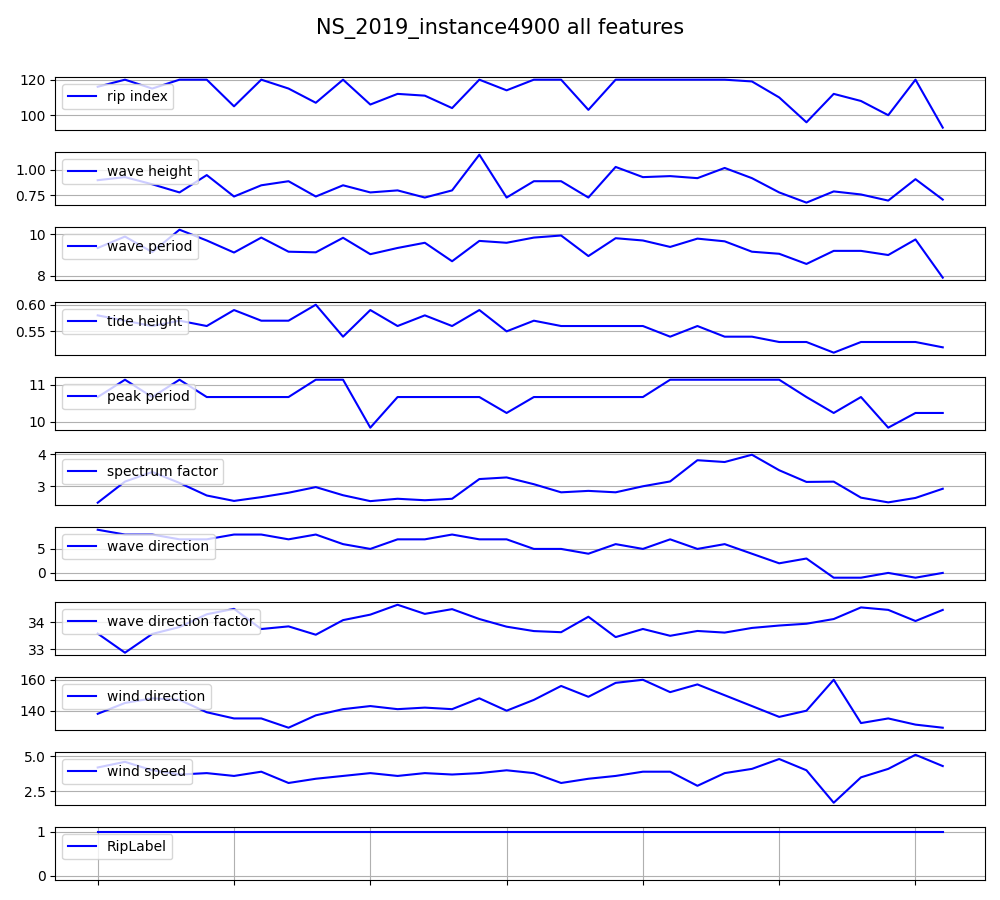 NS_2019_instance4900 all features
120
100
rip index
1.00
0.75
wave height
10
8
wave period
0.60
0.55
tide height
11
10
peak period
4
3
spectrum factor
5
0
wave direction
34
33
wave direction factor
160
140
wind direction
5.0
2.5
wind speed
1
0
RipLabel